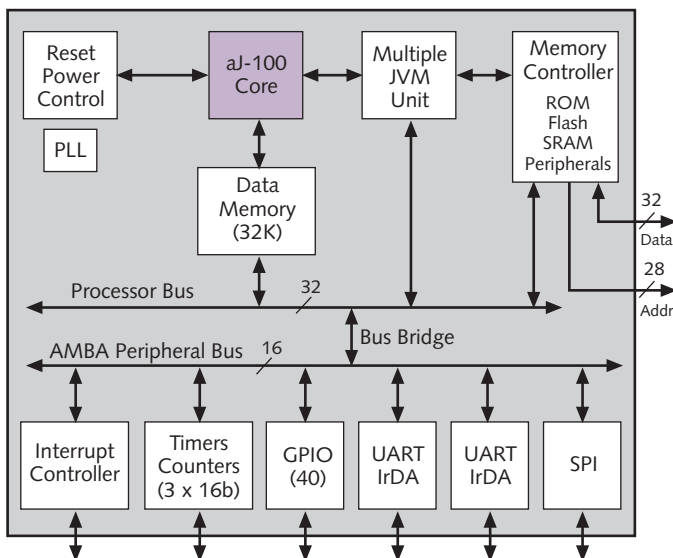 Reset
Power
Control
aJ-100
Core
Multiple
JVM
Unit
Memory
Controller
ROM
Flash
SRAM
Peripherals
PLL
Data
Memory
(32K)
32
Data
28
Addr
Processor Bus
32
Bus Bridge
AMBA Peripheral Bus
16
Interrupt
Controller
Timers
Counters
(3 x 16b)
GPIO
(40)
UART
IrDA
UART
IrDA
SPI